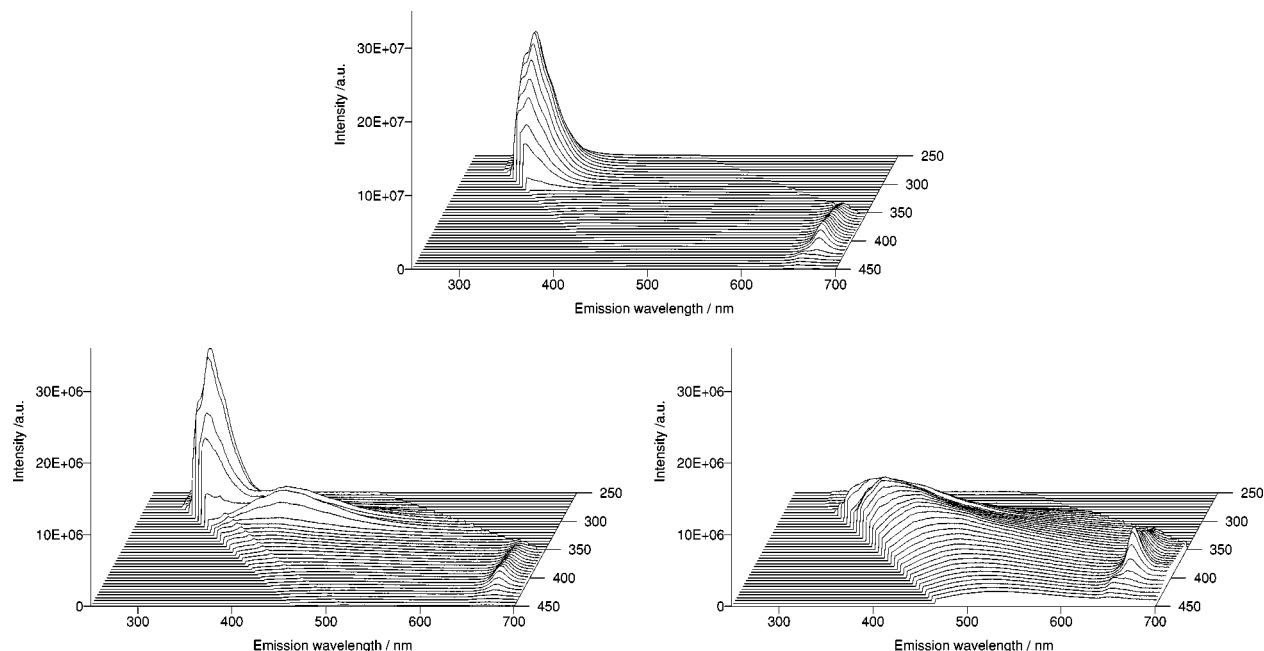 Intensity /a.u.
30E+07
20E+07
10E+07
0
250
300
350
400
450
300 400 500 600 700
Emission wavelength / nm
Intensity /a.u.
30E+06
20E+06
10E+06
0
250
300
350
400
450
300 400 500 600 700
Emission wavelength / nm
Intensity /a.u.
30E+06
20E+06
10E+06
0
250
300
350
400
450
300 400 500 600 700
Emission wavelength / nm